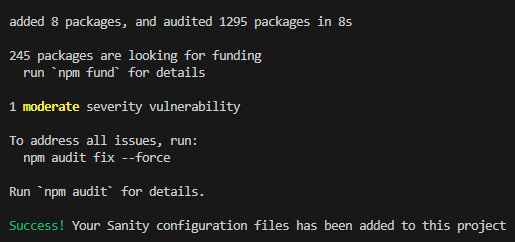 added 8 packages, and audited 1295 packages in 8s
245 packages are looking for funding
run `npm fund` for details
1 moderate severity vulnerability
To address all issues, run:
npm audit fix --force
Run `npm audit` for details.
Success! Your Sanity configuration files has been added to this project